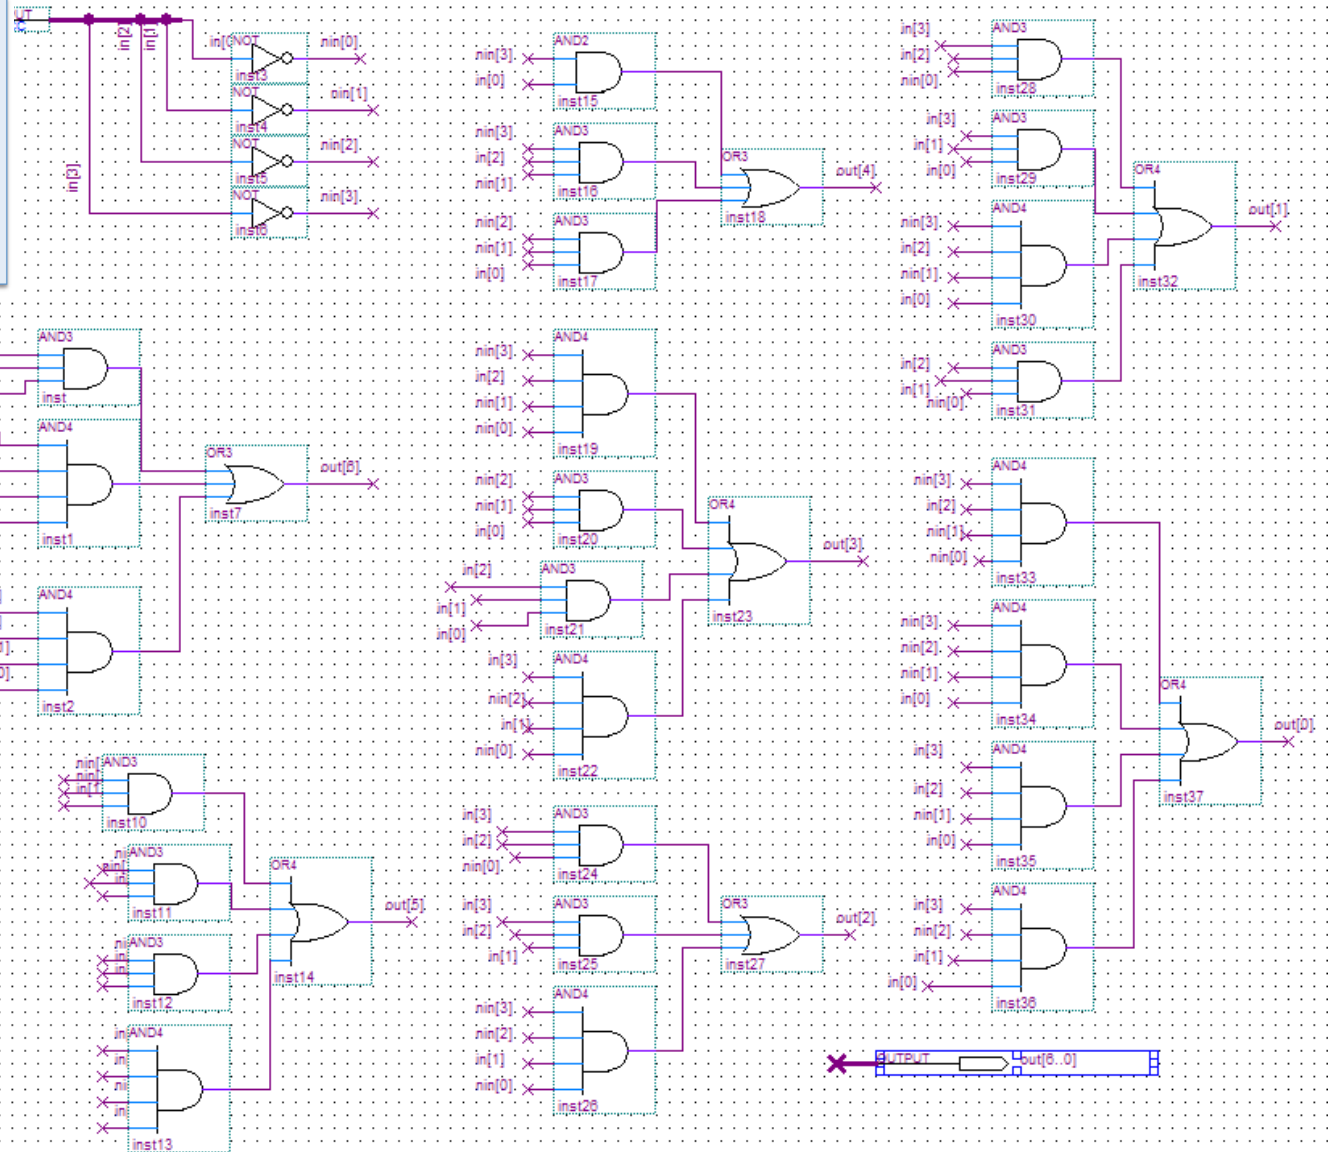 in[2]
in[1]
in[3].
NOT
nin[0].
inst3
NOT
nin[1]
inst4
NOT
nin[2].
inst5
NOT
nin[3].
inst6
AND3
inst
AND4
inst1
AND4
inst2
OR3
inst7
out[6].
AND3
inst10
AND3
inst11
AND3
inst12
AND4
inst13
OR4
inst14
out[5].
AND2
nin[3].
in[0]
inst15
AND3
nin[3].
in[2]
nin[1].
inst16
AND3
nin[2].
nin[1].
in[0]
inst17
OR3
inst18
out[4].
AND4
nin[3].
in[2]
nin[1].
nin[0].
inst19
AND3
nin[2].
nin[1].
in[0]
inst20
AND3
in[2]
in[1]
in[0]
inst21
AND4
in[3]
nin[2]
in[1]
nin[0].
inst22
OR4
inst23
out[3].
AND3
in[3]
in[2]
nin[0].
inst24
AND3
in[3]
in[2]
in[1]
inst25
AND4
nin[3].
nin[2].
in[1]
nin[0].
inst26
OR3
inst27
out[2].
AND3
in[3]
in[2]
nin[0].
inst28
AND3
in[3]
in[1]
in[0]
inst29
AND4
nin[3].
in[2]
nin[1].
in[0]
inst30
AND3
in[2]
in[1]
nin[0]
inst31
OR4
inst32
out[1].
AND4
nin[3].
in[2]
nin[1]
nin[0]
inst33
AND4
nin[3].
nin[2].
nin[1].
in[0]
inst34
AND4
in[3]
in[2]
nin[1]
in[0]
inst35
AND4
in[3]
nin[2].
in[1]
in[0]
inst36
OR4
inst37
out[0].
OUTPUT
out[6..0]